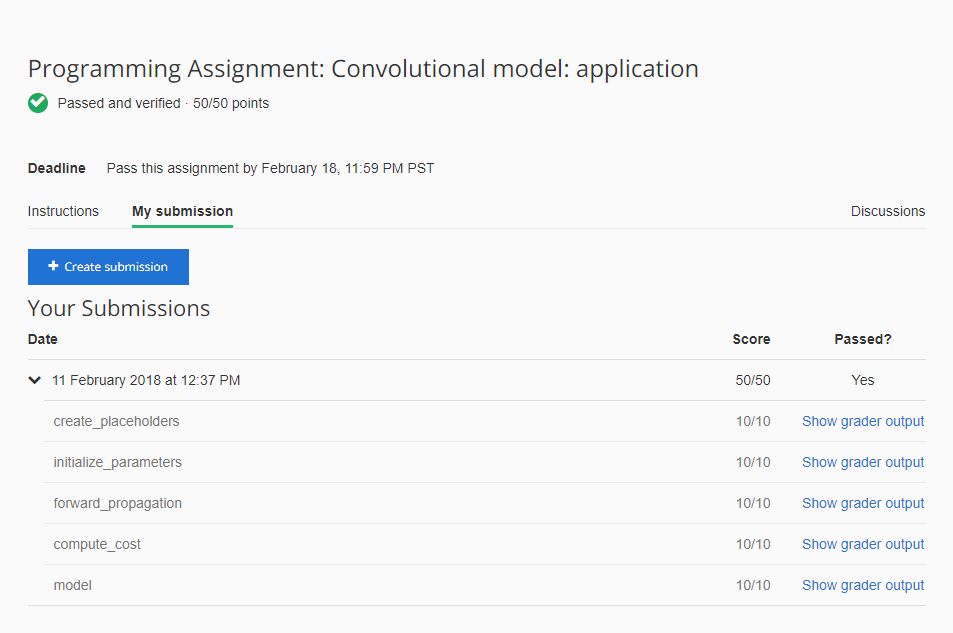 Programming Assignment: Convolutional model: application
Passed and verified · 50/50 points
Deadline Pass this assignment by February 18, 11:59 PM PST
Instructions My submission Discussions
+ Create submission
Your Submissions
Date Score Passed?
11 February 2018 at 12:37 PM 50/50 Yes
create_placeholders 10/10 Show grader output
initialize_parameters 10/10 Show grader output
forward_propagation 10/10 Show grader output
compute_cost 10/10 Show grader output
model 10/10 Show grader output